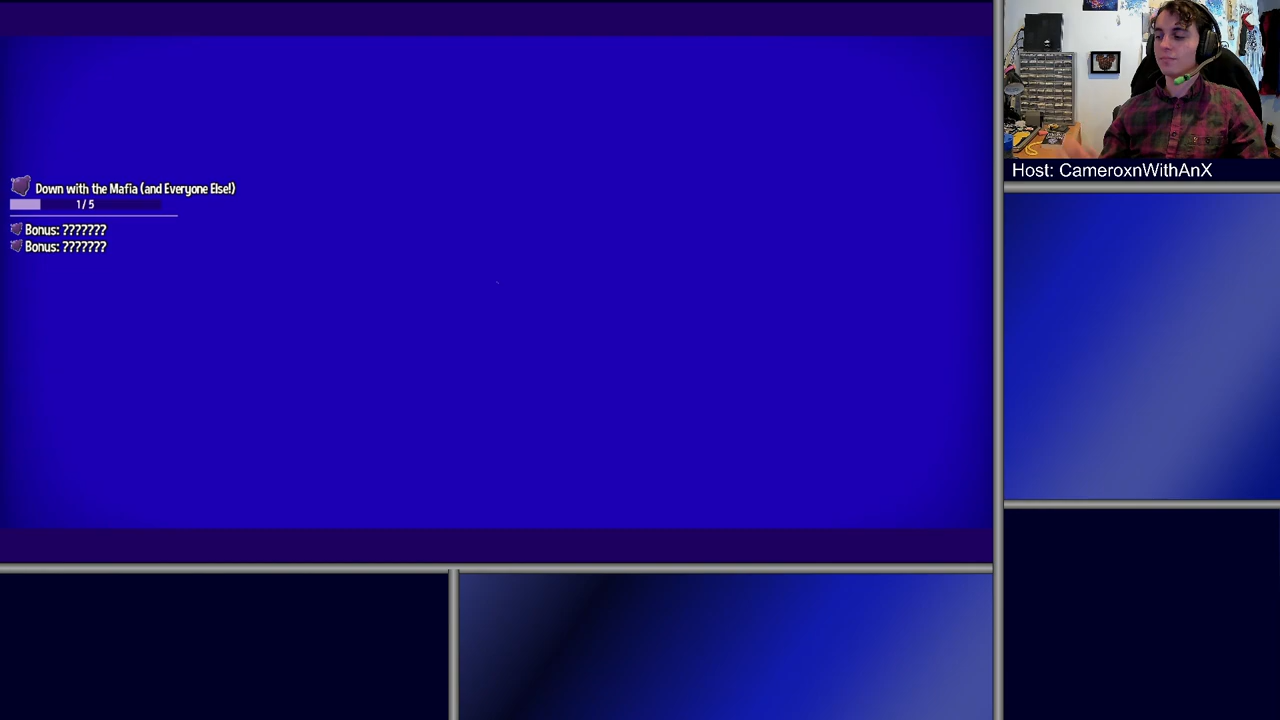 Down with the Mafia (and Everyone Else!)
1/5
Bonus: ???????
Bonus: ???????
Host: CameroxnWithAnX